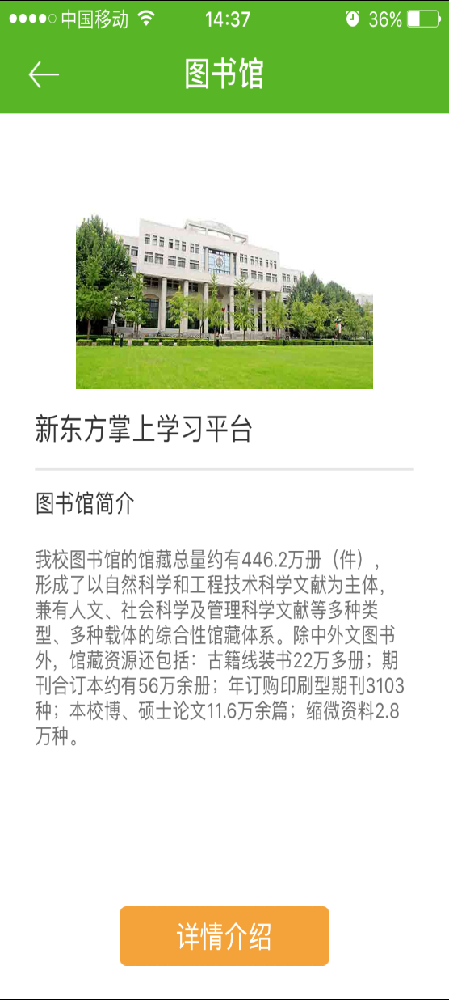 中国移动 14:37 36%
图书馆
新东方掌上学习平台
图书馆简介
我校图书馆的馆藏总量约有446.2万册（件），
形成了以自然科学和工程技术科学文献为主体，
兼有人文、社会科学及管理科学文献等多种类
型、多种载体的综合性馆藏体系。除中外文图书
外，馆藏资源还包括：古籍线装书22万多册；期
刊合订本约有56万余册；年订购印刷型期刊3103
种；本校博、硕士论文11.6万余篇；缩微资料2.8
万种。
详情介绍